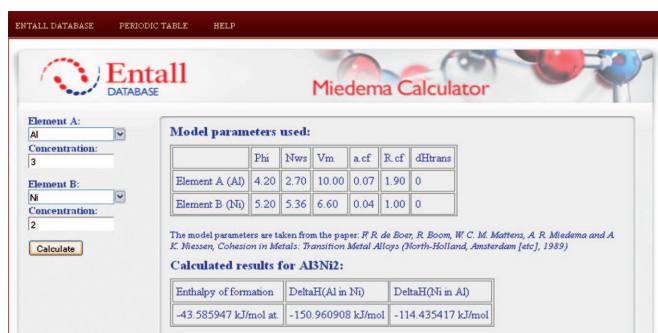 ENTALL DATABASE PERIODIC TABLE HELP
Entall
DATABASE
Miedema Calculator
Element A:
Al
Concentration:
3
Element B:
Ni
Concentration:
2
Calculate
Model parameters used:
Phi Nws Vm a.cf R.cf dHtrans
Element A (Al) 4.20 2.70 10.00 0.07 1.90 0
Element B (Ni) 5.20 5.36 6.60 0.04 1.00 0
The model parameters are taken from the paper: F. R. de Boer, R. Boom, W. C. M. Mattens, A. R. Miedema and A.
K. Niessen, Cohesion in Metals: Transition Metal Alloys (North-Holland, Amsterdam [etc], 1989)
Calculated results for Al3Ni2:
Enthalpy of formation DeltaH(Al in Ni) DeltaH(Ni in Al)
-43.585947 kJ/mol at. -150.960908 kJ/mol -114.435417 kJ/mol